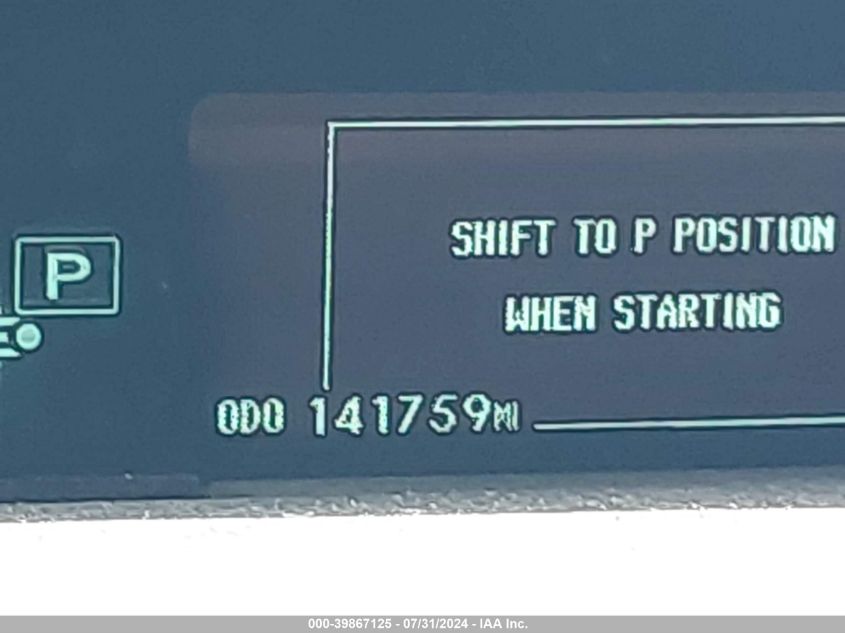 SHIFT TO P POSITION
WHEN STARTING
P
ODO 141759MI
000-39867125 - 07/31/2024 - IAA Inc.